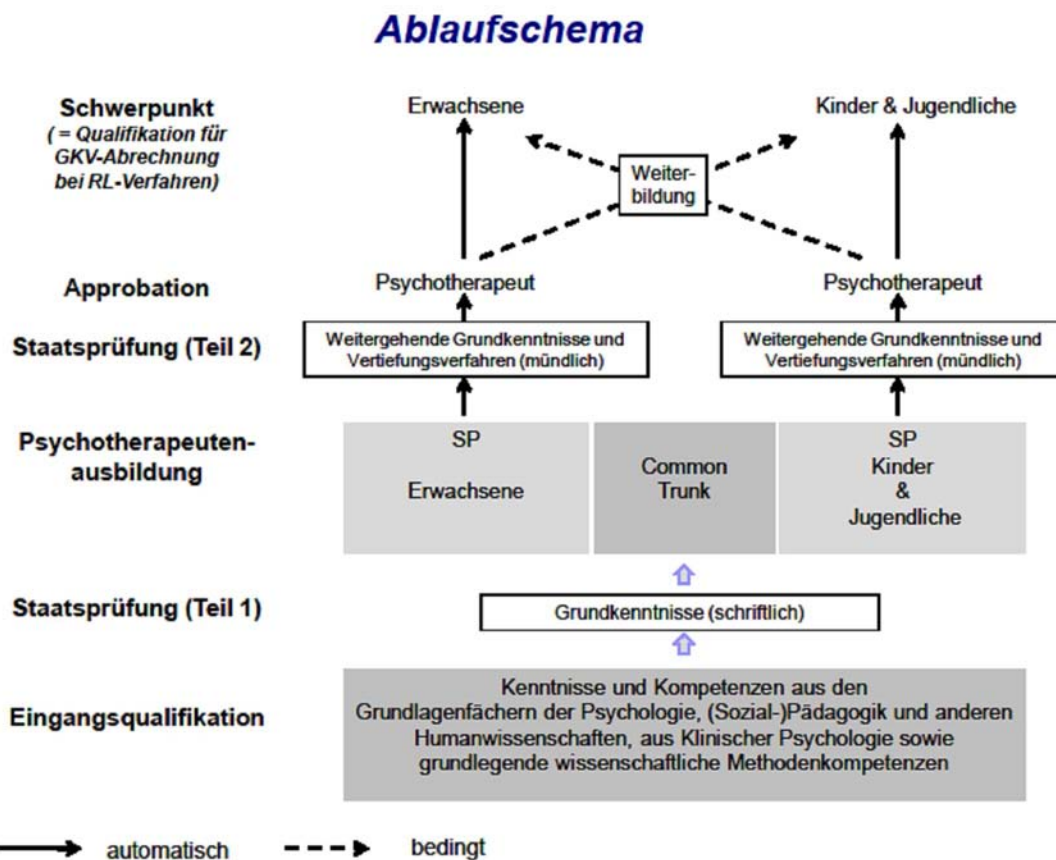 Ablaufschema
Schwerpunkt
( = Qualifikation für
GKV-Abrechnung
bei RL-Verfahren)
Erwachsene
Kinder & Jugendliche
Weiter-
bildung
Approbation
Psychotherapeut
Psychotherapeut
Staatsprüfung (Teil 2)
Weitergehende Grundkenntnisse und
Vertiefungsverfahren (mündlich)
Weitergehende Grundkenntnisse und
Vertiefungsverfahren (mündlich)
Psychotherapeuten-
ausbildung
SP
Erwachsene
Common
Trunk
SP
Kinder
&
Jugendliche
Staatsprüfung (Teil 1)
Grundkenntnisse (schriftlich)
Eingangsqualifikation
Kenntnisse und Kompetenzen aus den
Grundlagenfächern der Psychologie, (Sozial-)Pädagogik und anderen
Humanwissenschaften, aus Klinischer Psychologie sowie
grundlegende wissenschaftliche Methodenkompetenzen
automatisch
bedingt